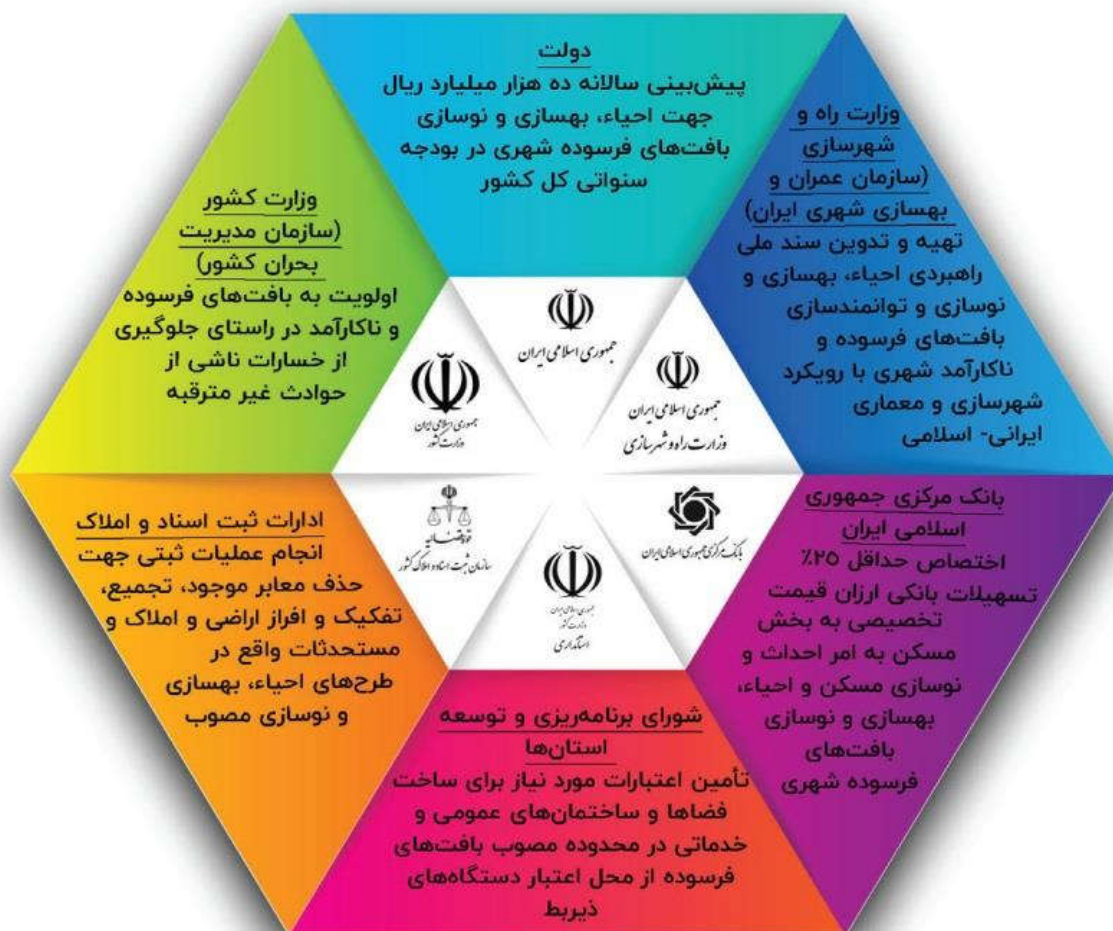 دولت
پیش‌بینی سالانه ده هزار میلیارد ریال
جهت احیاء، بهسازی و نوسازی
بافت‌های فرسوده شهری در بودجه
سنواتی کل کشور
وزارت راه و
شهرسازی
(سازمان عمران و
بهسازی شهری ایران)
تهیه و تدوین سند ملی
راهبردی احیاء، بهسازی و
نوسازی و توانمندسازی
بافت‌های فرسوده و
ناکارآمد شهری با رویکرد
شهرسازی و معماری
ایرانی- اسلامی
وزارت کشور
(سازمان مدیریت
بحران کشور)
اولویت به بافت‌های فرسوده
و ناکارآمد در راستای جلوگیری
از خسارات ناشی از
حوادث غیر مترقبه
جمهوری اسلامی ایران
جمهوری اسلامی ایران
وزارت راه و شهرسازی
جمهوری اسلامی ایران
وزارت کشور
بانک مرکزی جمهوری اسلامی ایران
جمهوری اسلامی ایران
وزارت کشور
استانداری
قوه قضائیه
سازمان ثبت اسناد و املاک کشور
بانک مرکزی جمهوری
اسلامی ایران
اختصاص حداقل ۲۵٪
تسهیلات بانکی ارزان قیمت
تخصیصی به بخش
مسکن به امر احداث و
نوسازی مسکن و احیاء،
بهسازی و نوسازی
بافت‌های
فرسوده شهری
شورای برنامه‌ریزی و توسعه
استان‌ها
تأمین اعتبارات مورد نیاز برای ساخت
فضاها و ساختمان‌های عمومی و
خدماتی در محدوده مصوب بافت‌های
فرسوده از محل اعتبار دستگاه‌های
ذیربط
ادارات ثبت اسناد و املاک
انجام عملیات ثبتی جهت
حذف معابر موجود، تجمیع،
تفکیک و افراز اراضی و املاک و
مستحدثات واقع در
طرح‌های احیاء، بهسازی
و نوسازی مصوب